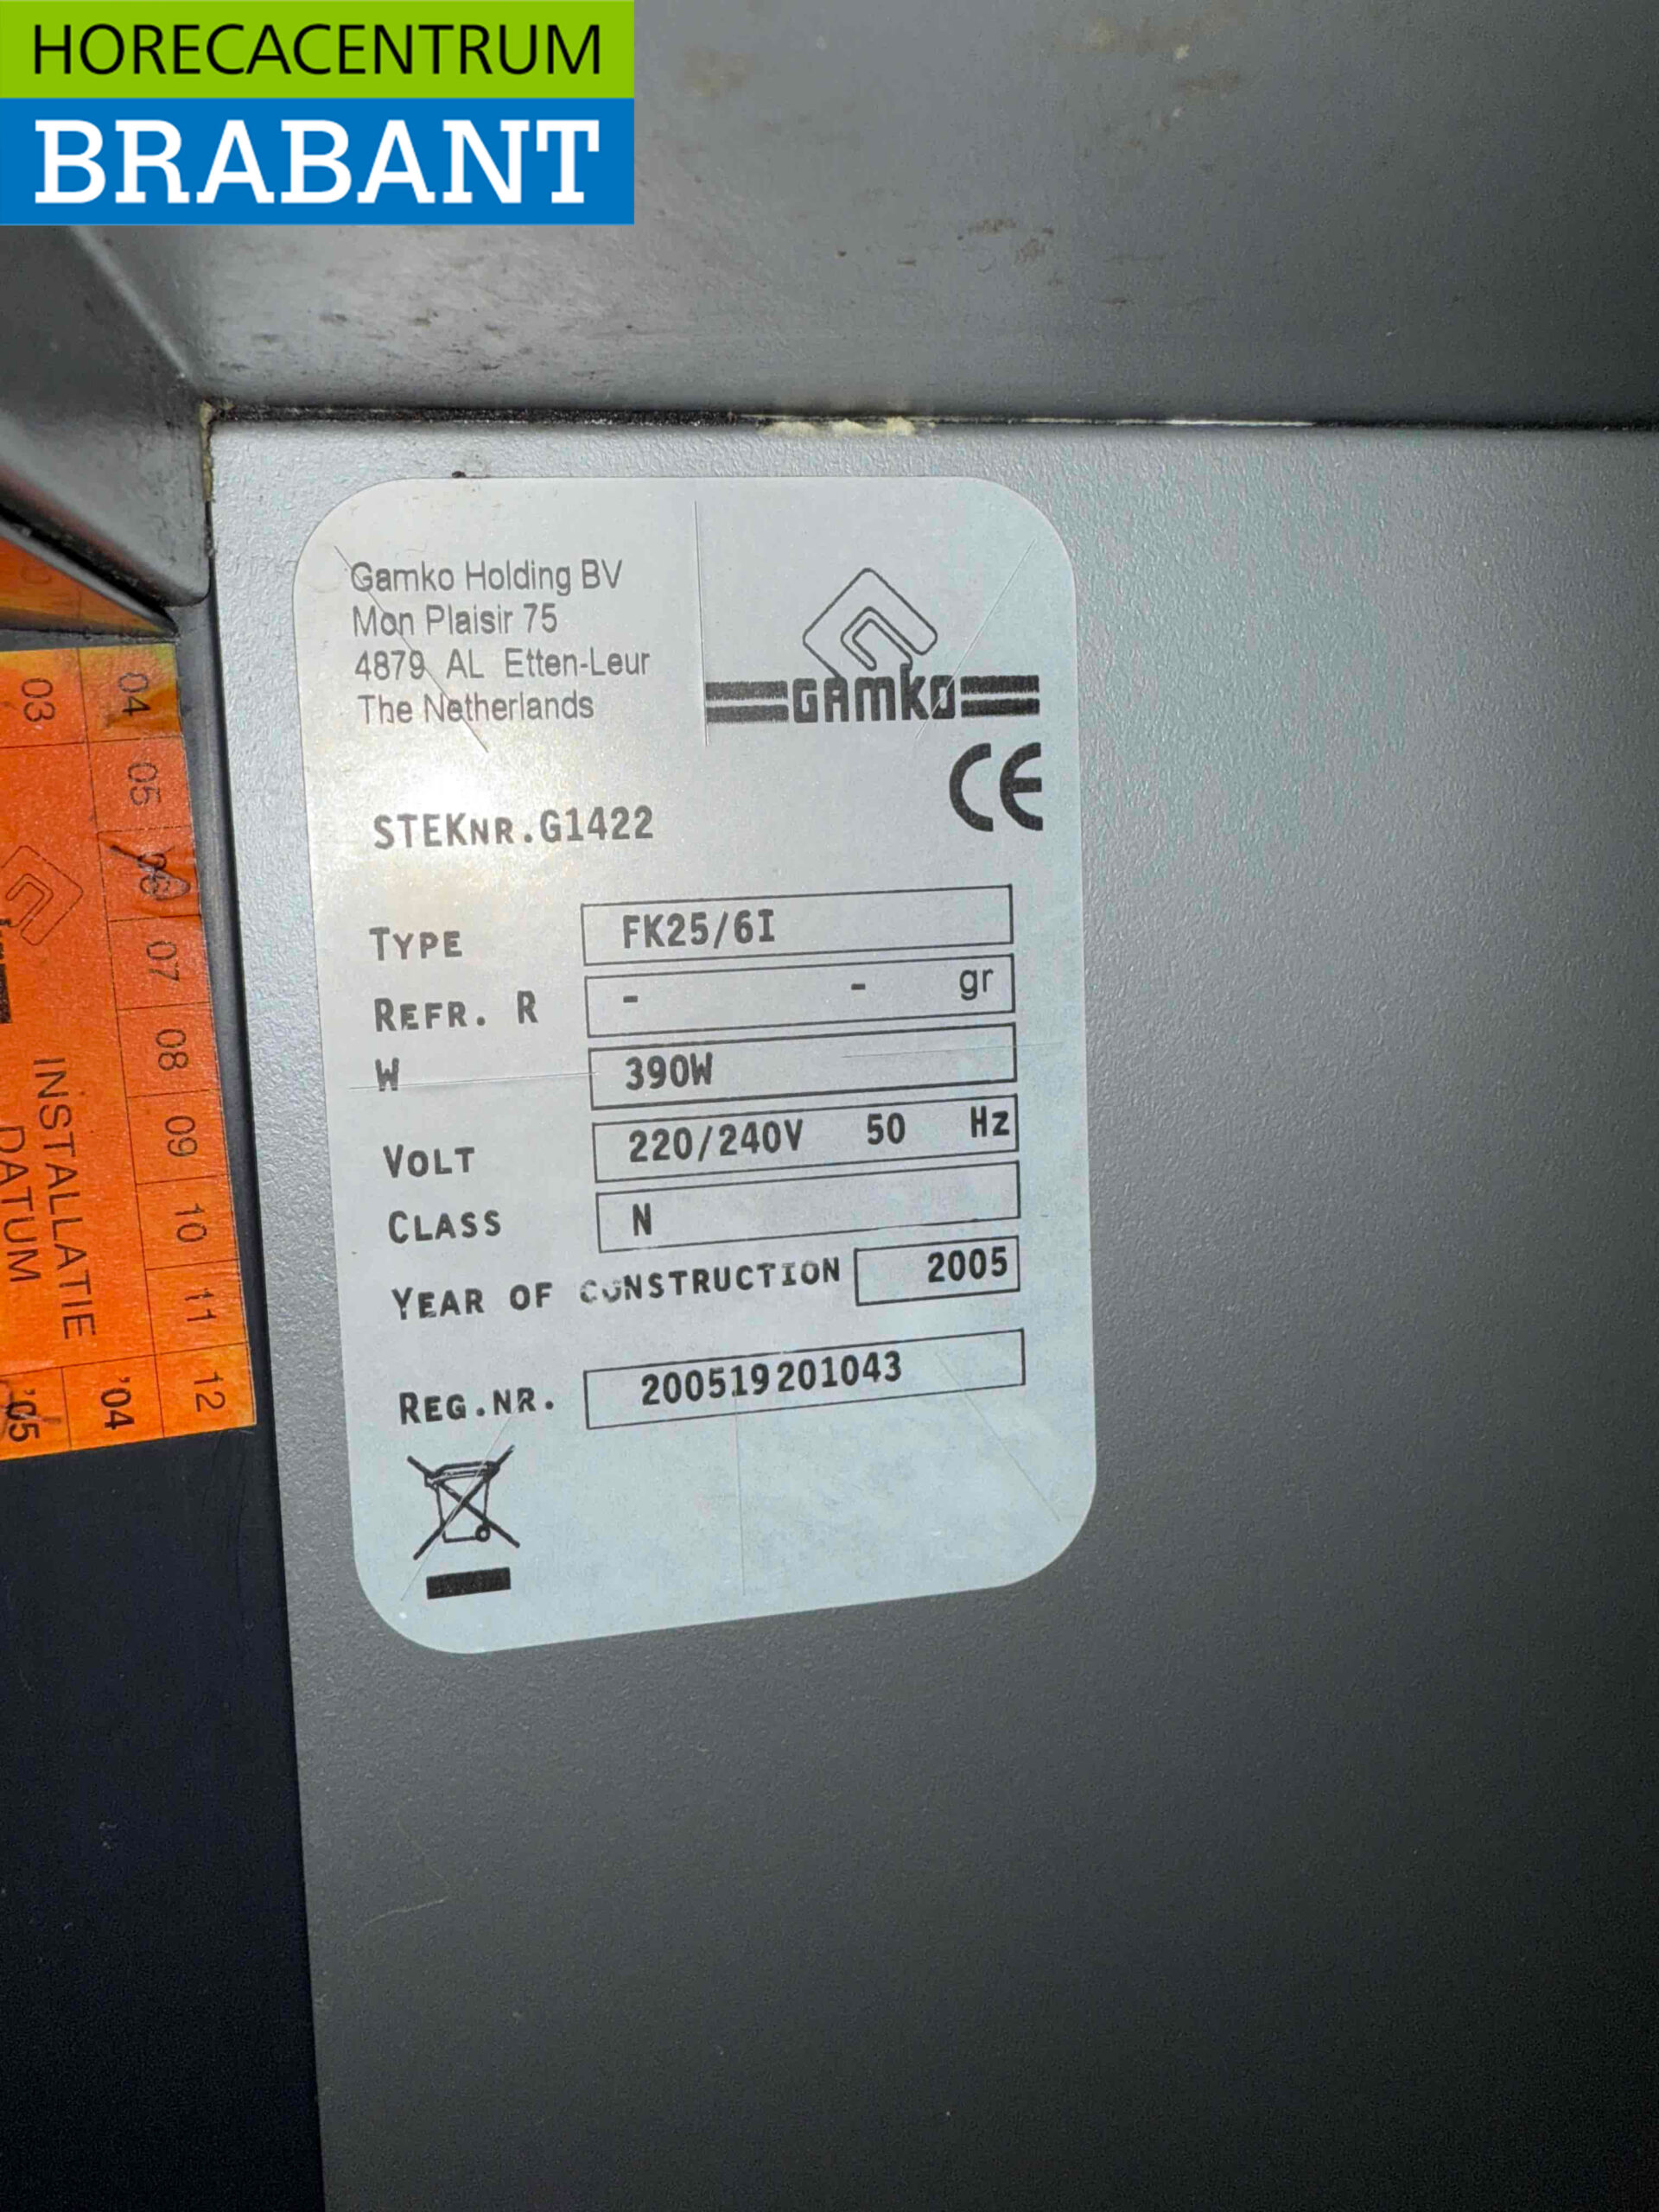 HORECACENTRUM
BRABANT
Gamko Holding BV
Mon Plaisir 75
4879 AL Etten-Leur
The Netherlands
GAMKO
CE
STEKNR.G1422
TYPE FK25/6I
REFR. R - - gr
W 390W
VOLT 220/240V 50 Hz
CLASS N
YEAR OF CONSTRUCTION 2005
REG.NR. 200519201043
03
04
05
06
07
08
09
10
11
12
'04
'05
INSTALLATIE
DATUM